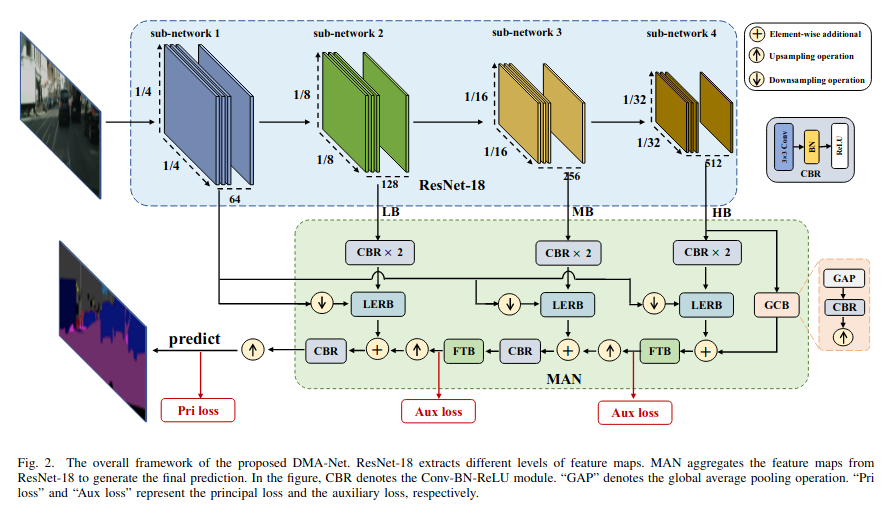 sub-network 1
sub-network 2
sub-network 3
sub-network 4
Element-wise additional
Upsampling operation
Downsampling operation
1/4
1/4
64
1/8
1/8
128
1/16
1/16
256
1/32
1/32
512
ResNet-18
3x3 Conv
BN
ReLU
CBR
LB
MB
HB
CBR × 2
CBR × 2
CBR × 2
LERB
LERB
LERB
GCB
GAP
CBR
predict
CBR
FTB
CBR
FTB
MAN
Pri loss
Aux loss
Aux loss
Fig. 2. The overall framework of the proposed DMA-Net. ResNet-18 extracts different levels of feature maps. MAN aggregates the feature maps from
ResNet-18 to generate the final prediction. In the figure, CBR denotes the Conv-BN-ReLU module. “GAP” denotes the global average pooling operation. “Pri
loss” and “Aux loss” represent the principal loss and the auxiliary loss, respectively.